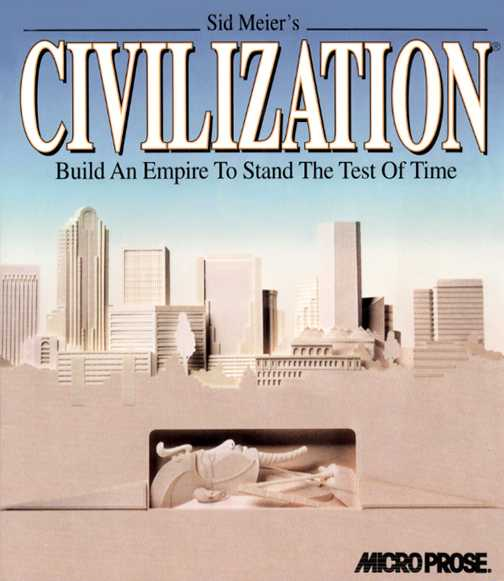 Sid Meier's
CIVILIZATION®
Build An Empire To Stand The Test Of Time
MICROPROSE.